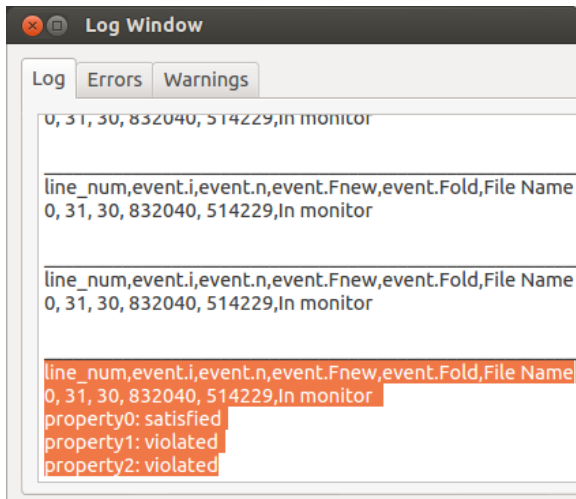 Log Window
Log Errors Warnings
0, 31, 30, 832040, 514229,In monitor
line_num,event.i,event.n,event.Fnew,event.Fold,File Name
0, 31, 30, 832040, 514229,In monitor
line_num,event.i,event.n,event.Fnew,event.Fold,File Name
0, 31, 30, 832040, 514229,In monitor
line_num,event.i,event.n,event.Fnew,event.Fold,File Name
0, 31, 30, 832040, 514229,In monitor
property0: satisfied
property1: violated
property2: violated